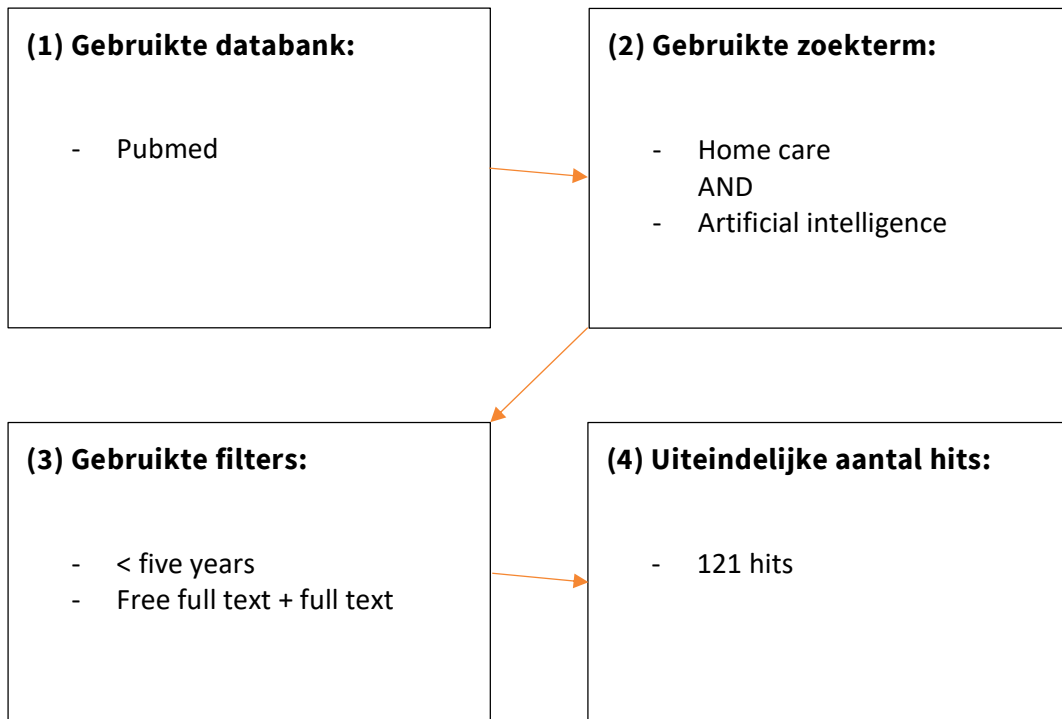 (1) Gebruikte databank:
- Pubmed
(2) Gebruikte zoekterm:
- Home care
AND
- Artificial intelligence
(3) Gebruikte filters:
- < five years
- Free full text + full text
(4) Uiteindelijke aantal hits:
- 121 hits